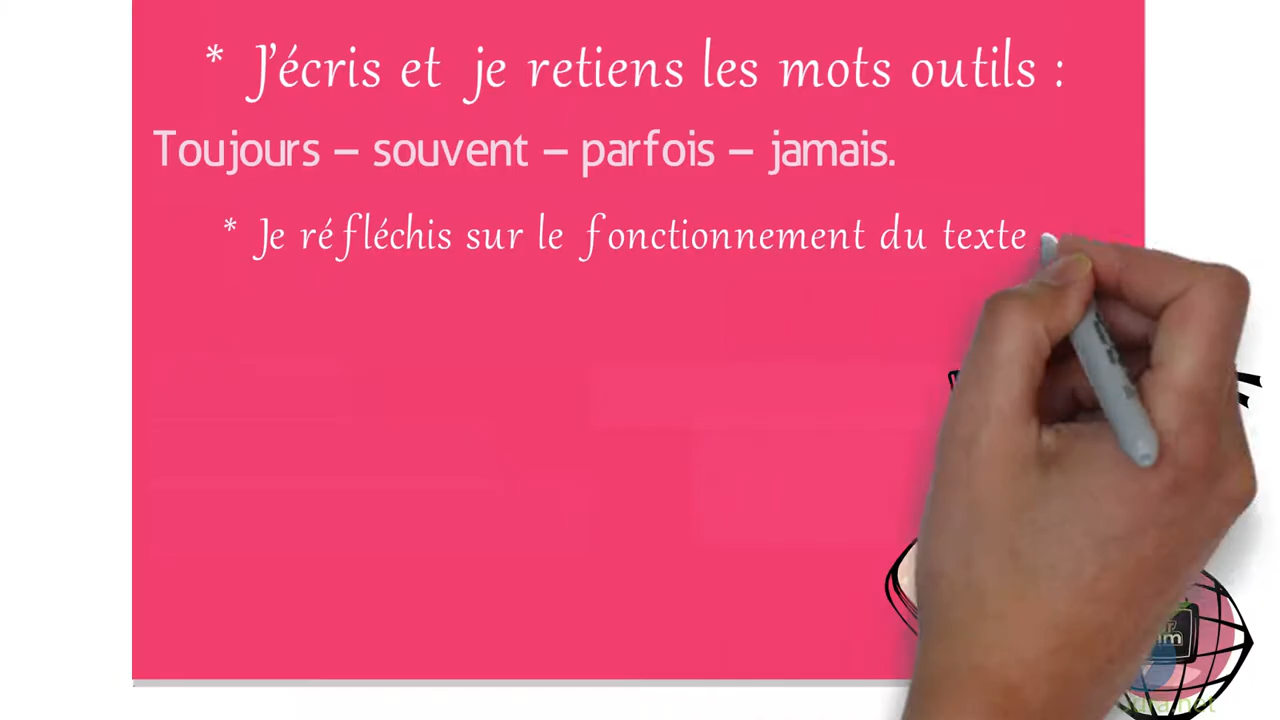 * J'écris et je retiens les mots outils :
Toujours – souvent – parfois – jamais.
* Je réfléchis sur le fonctionnement du texte